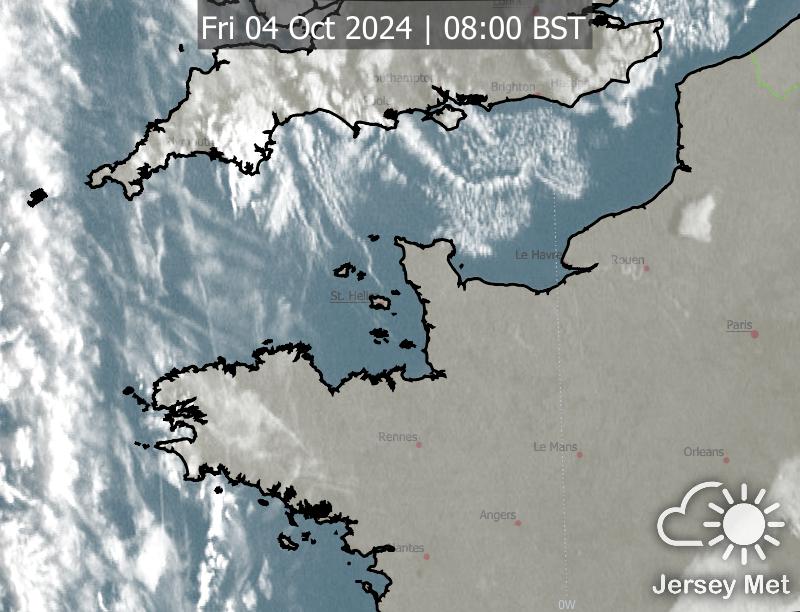 Fri 04 Oct 2024 | 08:00 BST
Southampton
Brighton
Le Havre
Rouen
St. Helier
Paris
Rennes
Le Mans
Orleans
Angers
Nantes
0W
Jersey Met